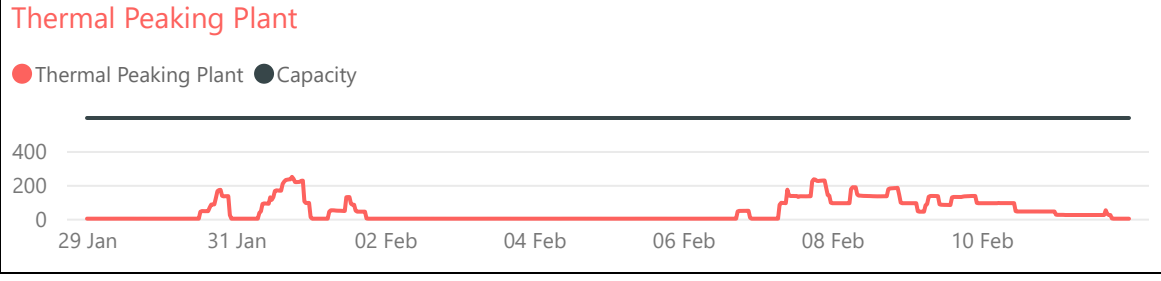 Thermal Peaking Plant
Thermal Peaking Plant Capacity
400
200
0
29 Jan 31 Jan 02 Feb 04 Feb 06 Feb 08 Feb 10 Feb